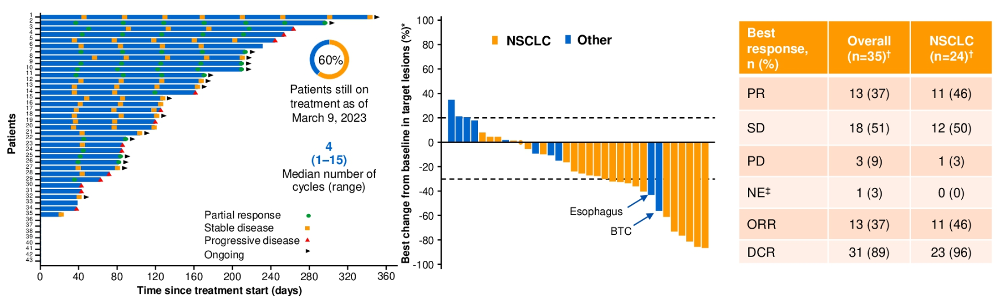 Patients
1
2
3
4
5
6
7
8
9
10
11
12
13
14
15
16
17
18
19
20
21
22
23
24
25
26
27
28
29
30
31
32
33
34
35
36
37
38
39
40
41
42
43
0 40 80 120 160 200 240 280 320 360
Time since treatment start (days)
60%
Patients still on
treatment as of
March 9, 2023
4
(1–15)
Median number of
cycles (range)
Partial response
Stable disease
Progressive disease
Ongoing
Best change from baseline in target lesions (%)*
100
80
60
40
20
0
-20
-40
-60
-80
-100
NSCLC Other
Esophagus
BTC
Best
response,
n (%)
Overall
(n=35)†
NSCLC
(n=24)†
PR 13 (37) 11 (46)
SD 18 (51) 12 (50)
PD 3 (9) 1 (3)
NE‡ 1 (3) 0 (0)
ORR 13 (37) 11 (46)
DCR 31 (89) 23 (96)